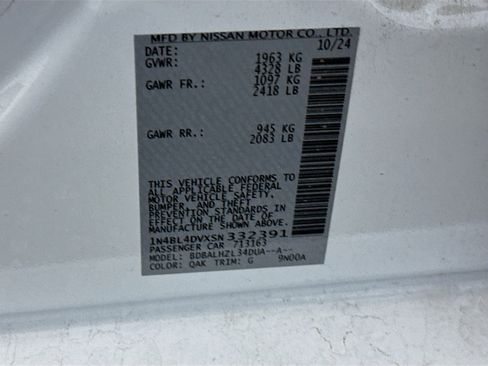 MFD BY NISSAN MOTOR CO., LTD.
DATE: 10/24
GVWR: 1963 KG
4328 LB
GAWR FR.: 1097 KG
2418 LB
GAWR RR.: 945 KG
2083 LB
THIS VEHICLE CONFORMS TO
ALL APPLICABLE FEDERAL
MOTOR VEHICLE SAFETY,
BUMPER, AND THEFT
PREVENTION STANDARDS IN
EFFECT ON THE DATE OF
MANUFACTURE SHOWN ABOVE.
1N4BL4DVXSN332391
PASSENGER CAR 713163
MODEL: BDBALHZL34DUA--A--
COLOR: QAK TRIM: G 9N00A